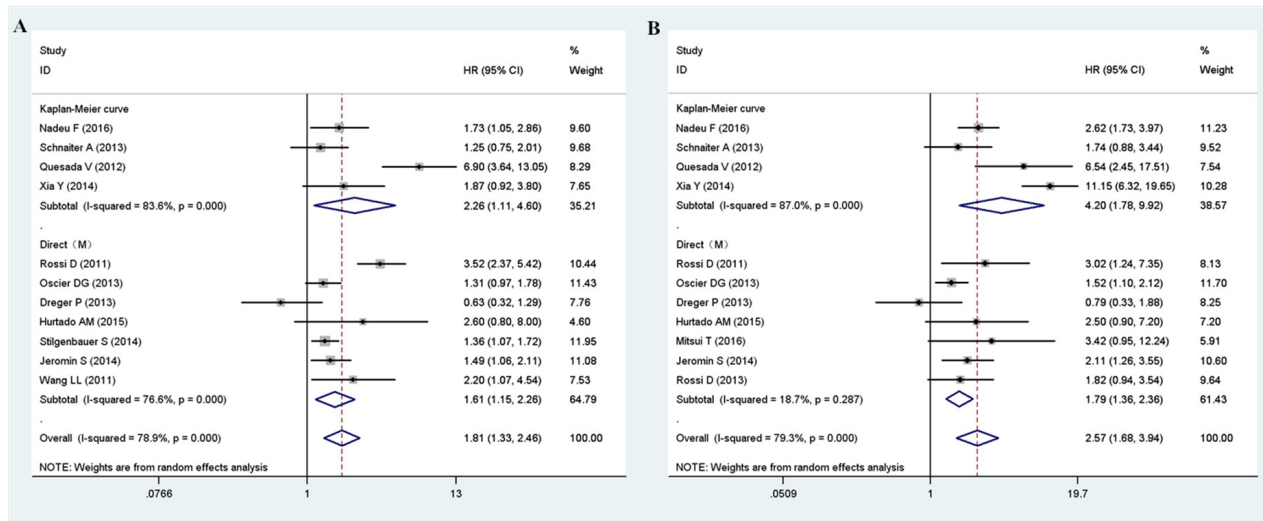 A
Study % 
ID HR (95% CI) Weight
Kaplan-Meier curve
Nadeu F (2016) 1.73 (1.05, 2.86) 9.60
Schnaiter A (2013) 1.25 (0.75, 2.01) 9.68
Quesada V (2012) 6.90 (3.64, 13.05) 8.29
Xia Y (2014) 1.87 (0.92, 3.80) 7.65
Subtotal (I-squared = 83.6%, p = 0.000) 2.26 (1.11, 4.60) 35.21
.
Direct（M）
Rossi D (2011) 3.52 (2.37, 5.42) 10.44
Oscier DG (2013) 1.31 (0.97, 1.78) 11.43
Dreger P (2013) 0.63 (0.32, 1.29) 7.76
Hurtado AM (2015) 2.60 (0.80, 8.00) 4.60
Stilgenbauer S (2014) 1.36 (1.07, 1.72) 11.95
Jeromin S (2014) 1.49 (1.06, 2.11) 11.08
Wang LL (2011) 2.20 (1.07, 4.54) 7.53
Subtotal (I-squared = 76.6%, p = 0.000) 1.61 (1.15, 2.26) 64.79
.
Overall (I-squared = 78.9%, p = 0.000) 1.81 (1.33, 2.46) 100.00
NOTE: Weights are from random effects analysis
.0766 1 13
B
Study %
ID HR (95% CI) Weight
Kaplan-Meier curve
Nadeu F (2016) 2.62 (1.73, 3.97) 11.23
Schnaiter A (2013) 1.74 (0.88, 3.44) 9.52
Quesada V (2012) 6.54 (2.45, 17.51) 7.54
Xia Y (2014) 11.15 (6.32, 19.65) 10.28
Subtotal (I-squared = 87.0%, p = 0.000) 4.20 (1.78, 9.92) 38.57
.
Direct（M）
Rossi D (2011) 3.02 (1.24, 7.35) 8.13
Oscier DG (2013) 1.52 (1.10, 2.12) 11.70
Dreger P (2013) 0.79 (0.33, 1.88) 8.25
Hurtado AM (2015) 2.50 (0.90, 7.20) 7.20
Mitsui T (2016) 3.42 (0.95, 12.24) 5.91
Jeromin S (2014) 2.11 (1.26, 3.55) 10.60
Rossi D (2013) 1.82 (0.94, 3.54) 9.64
Subtotal (I-squared = 18.7%, p = 0.287) 1.79 (1.36, 2.36) 61.43
.
Overall (I-squared = 79.3%, p = 0.000) 2.57 (1.68, 3.94) 100.00
NOTE: Weights are from random effects analysis
.0509 1 19.7